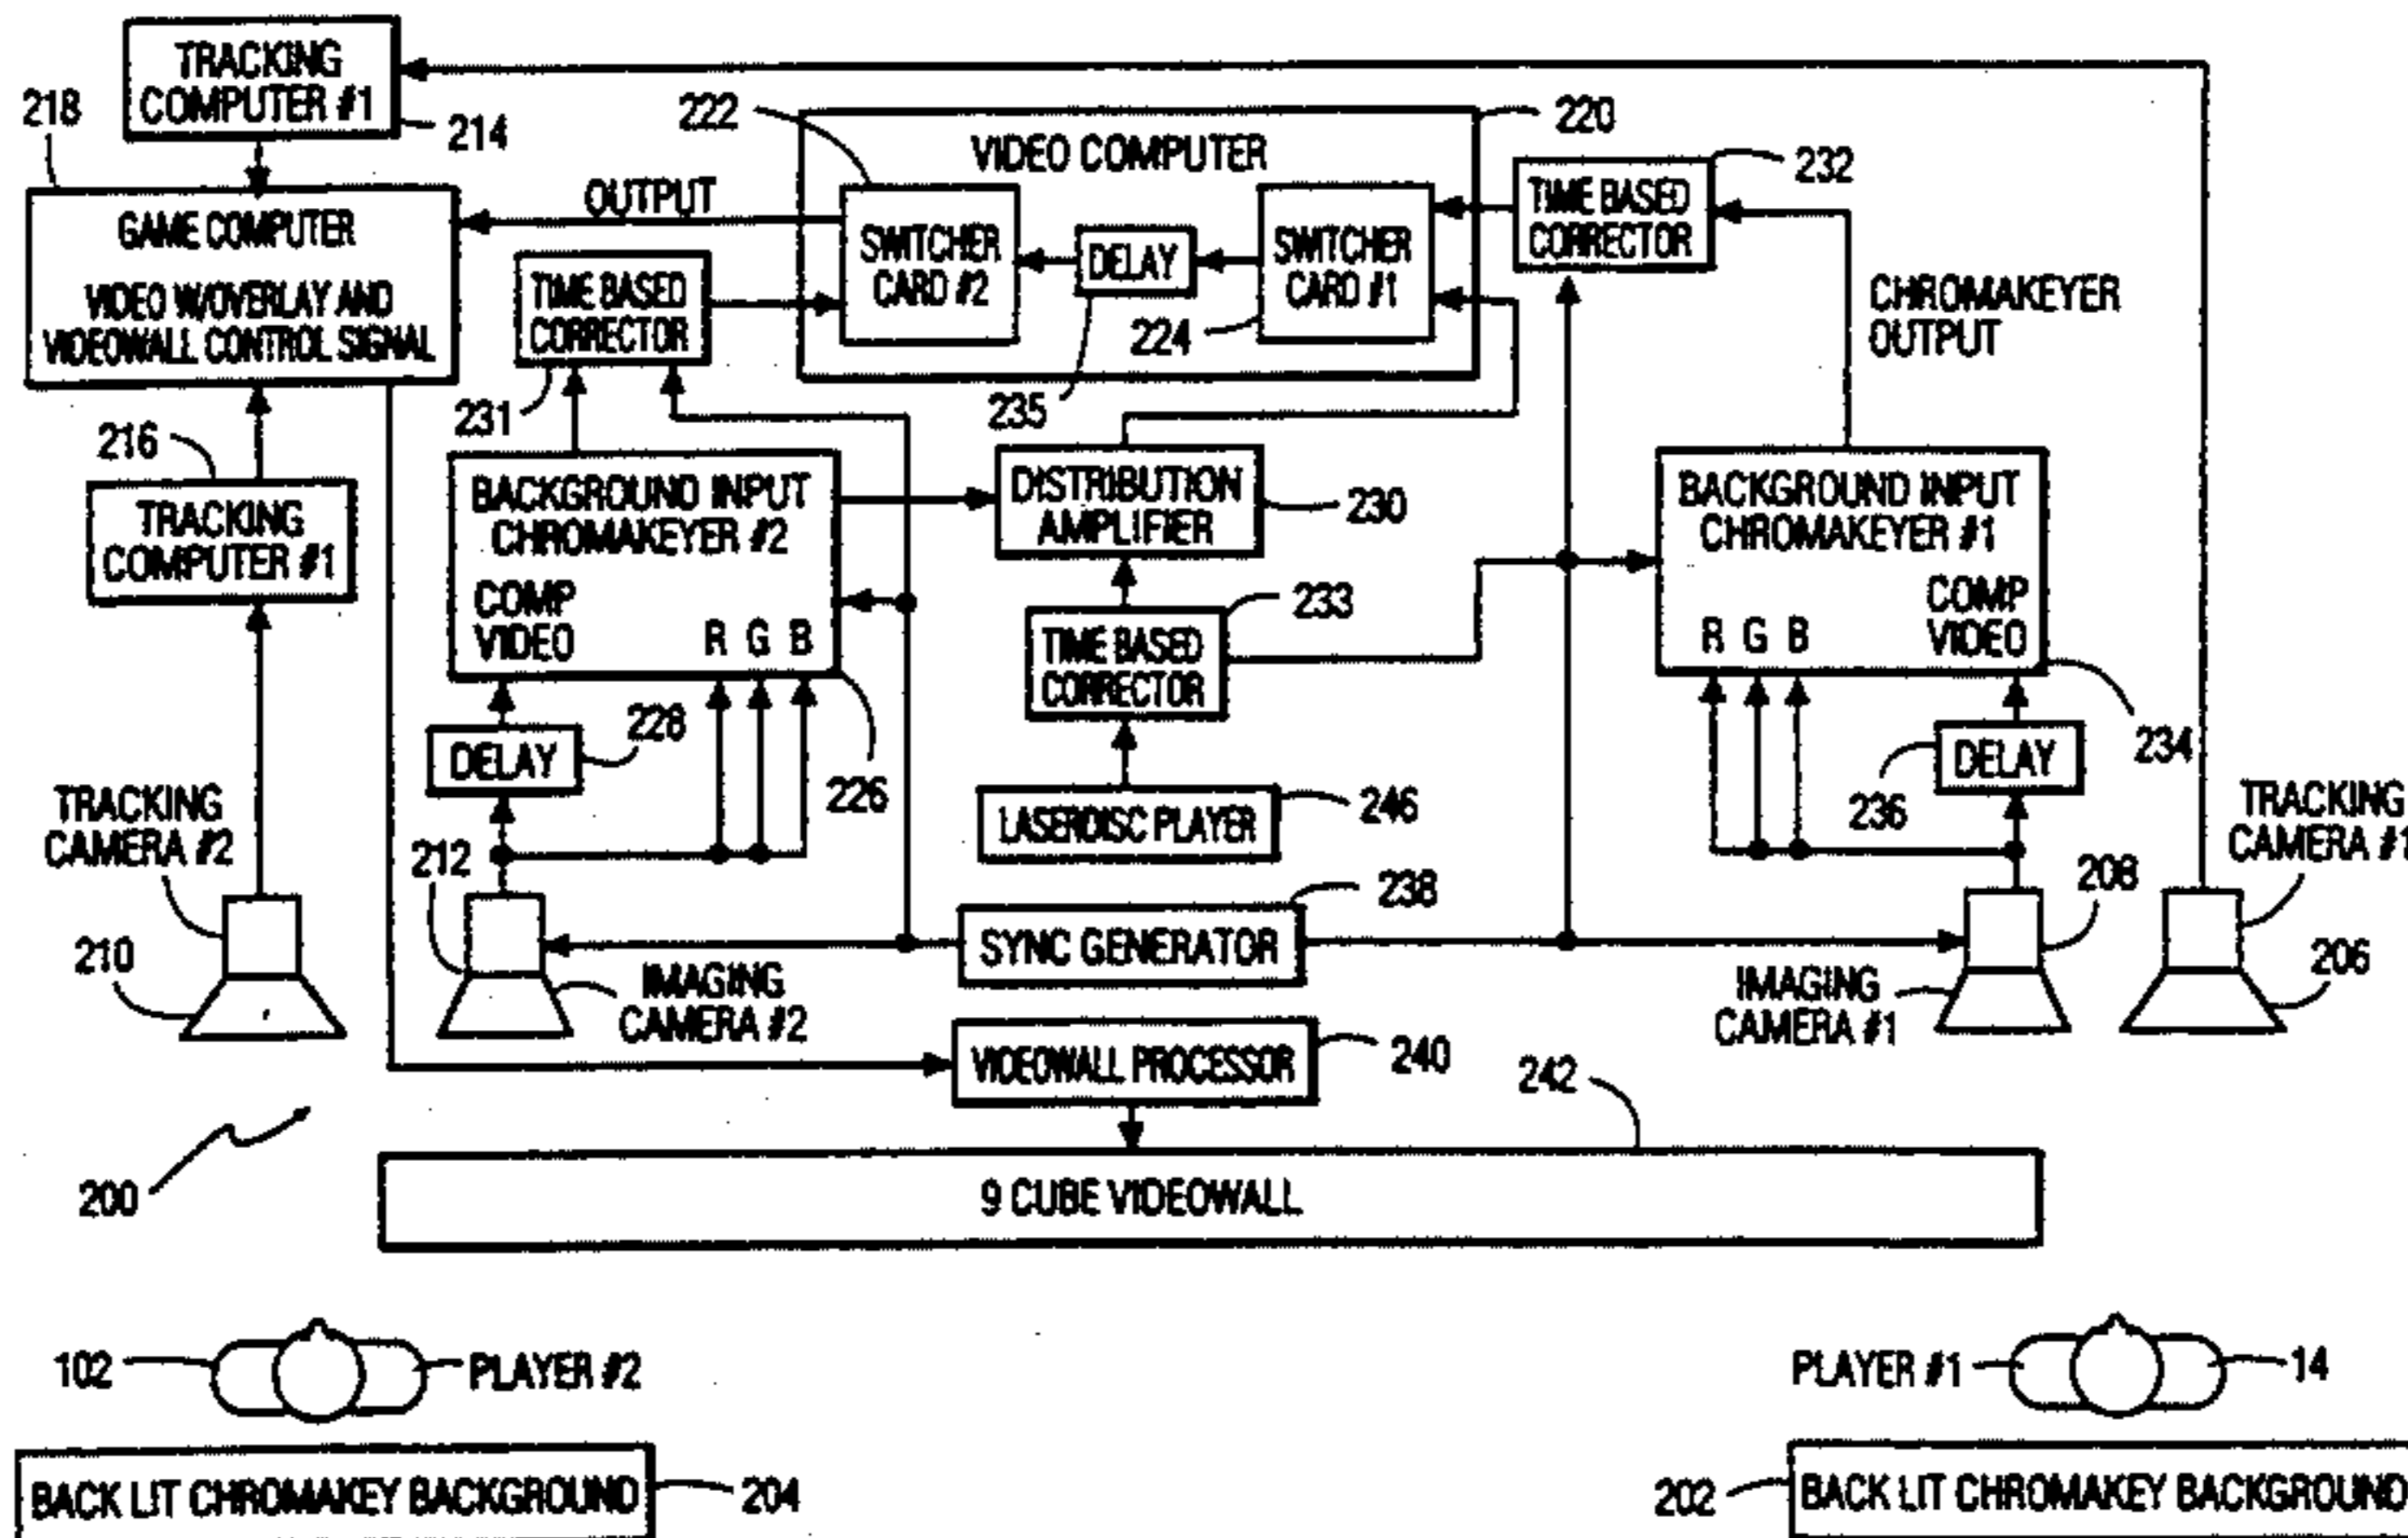 TRACKING
COMPUTER #1
218
214
222
VIDEO COMPUTER
220
232
GAME COMPUTER
VIDEO W/OVERLAY AND
VIDEOWALL CONTROL SIGNAL
OUTPUT
SWITCHER
CARD #2
DELAY
SWITCHER
CARD #1
TIME BASED
CORRECTOR
TIME BASED
CORRECTOR
224
CHROMAKEYER
OUTPUT
231
235
216
TRACKING
COMPUTER #1
BACKGROUND INPUT
CHROMAKEYER #2
COMP
VIDEO
R G B
DISTRIBUTION
AMPLIFIER
230
BACKGROUND INPUT
CHROMAKEYER #1
COMP
VIDEO
R G B
233
TIME BASED
CORRECTOR
228
DELAY
226
234
236
DELAY
TRACKING
CAMERA #2
LASERDISC PLAYER
246
TRACKING
CAMERA #1
212
238
208
210
SYNC GENERATOR
206
IMAGING
CAMERA #2
IMAGING
CAMERA #1
VIDEOWALL PROCESSOR
240
242
200
9 CUBE VIDEOWALL
102
PLAYER #2
PLAYER #1
14
BACK LIT CHROMAKEY BACKGROUND
204
202
BACK LIT CHROMAKEY BACKGROUND